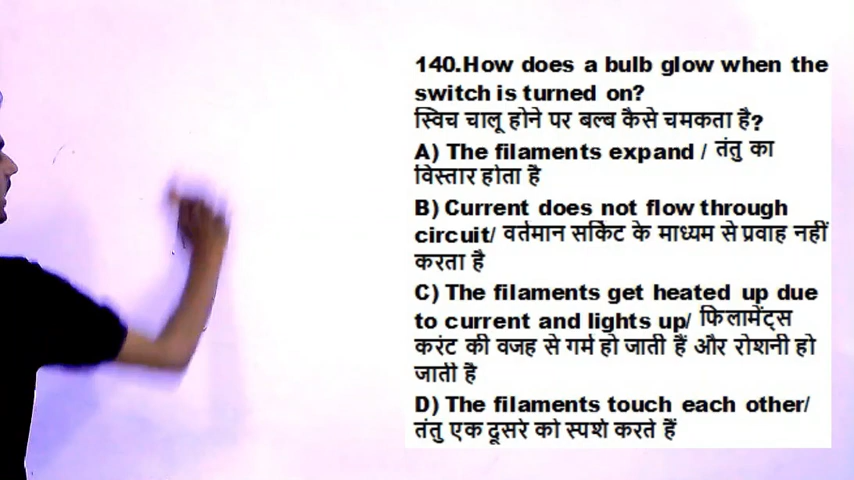 140.How does a bulb glow when the
switch is turned on?
स्विच चालू होने पर बल्ब कैसे चमकता है?
A) The filaments expand / तंतु का
विस्तार होता है
B) Current does not flow through
circuit/ वर्तमान सर्किट के माध्यम से प्रवाह नहीं
करता है
C) The filaments get heated up due
to current and lights up/ फिलामेंट्स
करंट की वजह से गर्म हो जाती हैं और रोशनी हो
जाती है
D) The filaments touch each other/
तंतु एक दूसरे को स्पर्श करते हैं